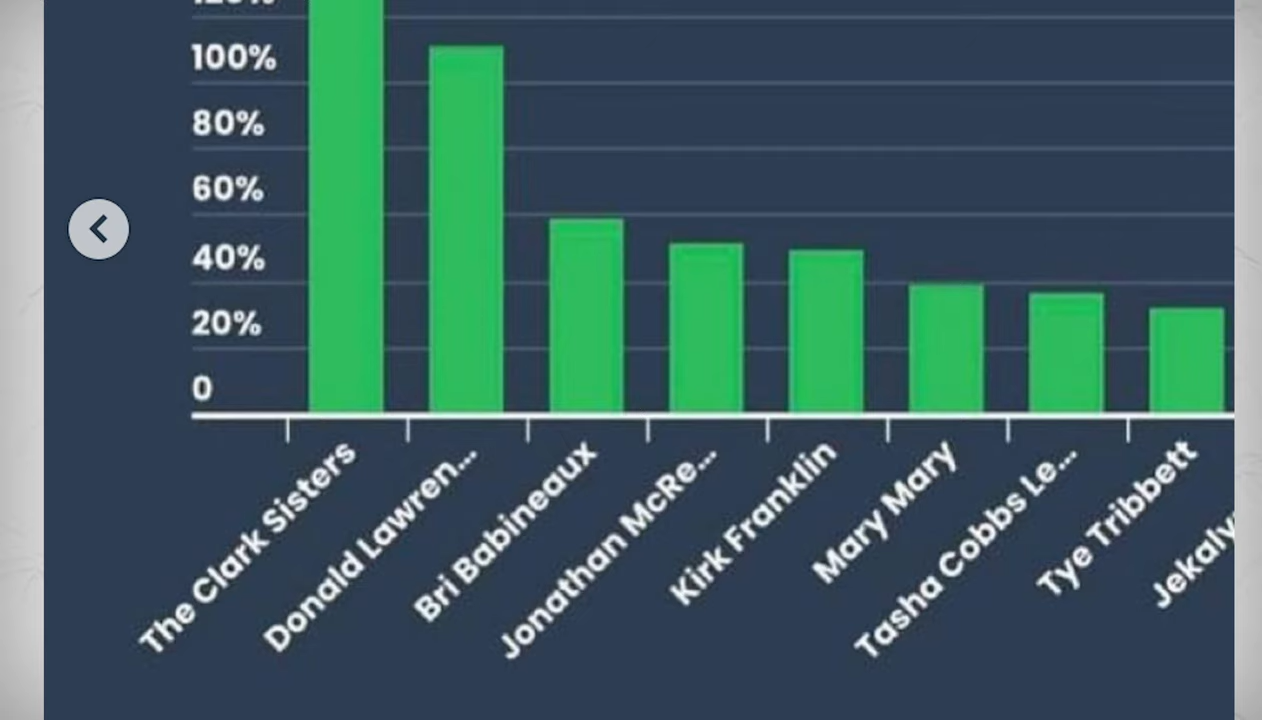 100%
80%
60%
40%
20%
0
The Clark Sisters
Donald Lawren...
Bri Babineaux
Jonathan McRe...
Kirk Franklin
Mary Mary
Tasha Cobbs Le...
Tye Tribbett